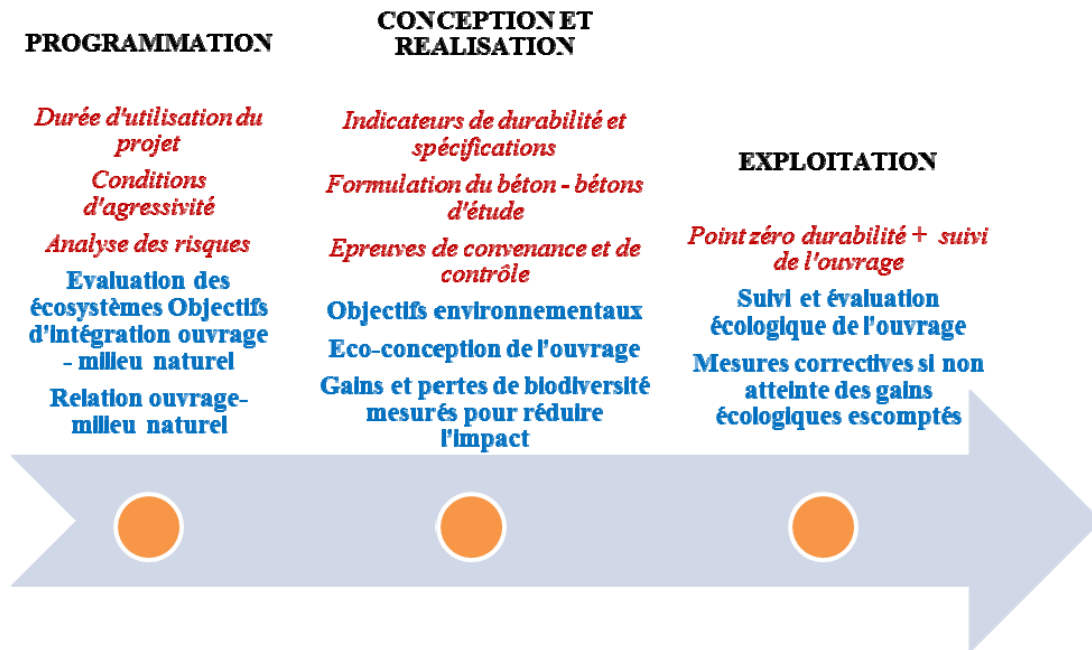 PROGRAMMATION
Durée d'utilisation du
projet
Conditions
d'agressivité
Analyse des risques
Evaluation des
écosystèmes Objectifs
d'intégration ouvrage
- milieu naturel
Relation ouvrage-
milieu naturel
CONCEPTION ET
REALISATION
Indicateurs de durabilité et
spécifications
Formulation du béton - bétons
d'étude
Epreuves de convenance et de
contrôle
Objectifs environnementaux
Eco-conception de l'ouvrage
Gains et pertes de biodiversité
mesurés pour réduire
l'impact
EXPLOITATION
Point zéro durabilité + suivi
de l'ouvrage
Suivi et évaluation
écologique de l'ouvrage
Mesures correctives si non
atteinte des gains
écologiques escomptés